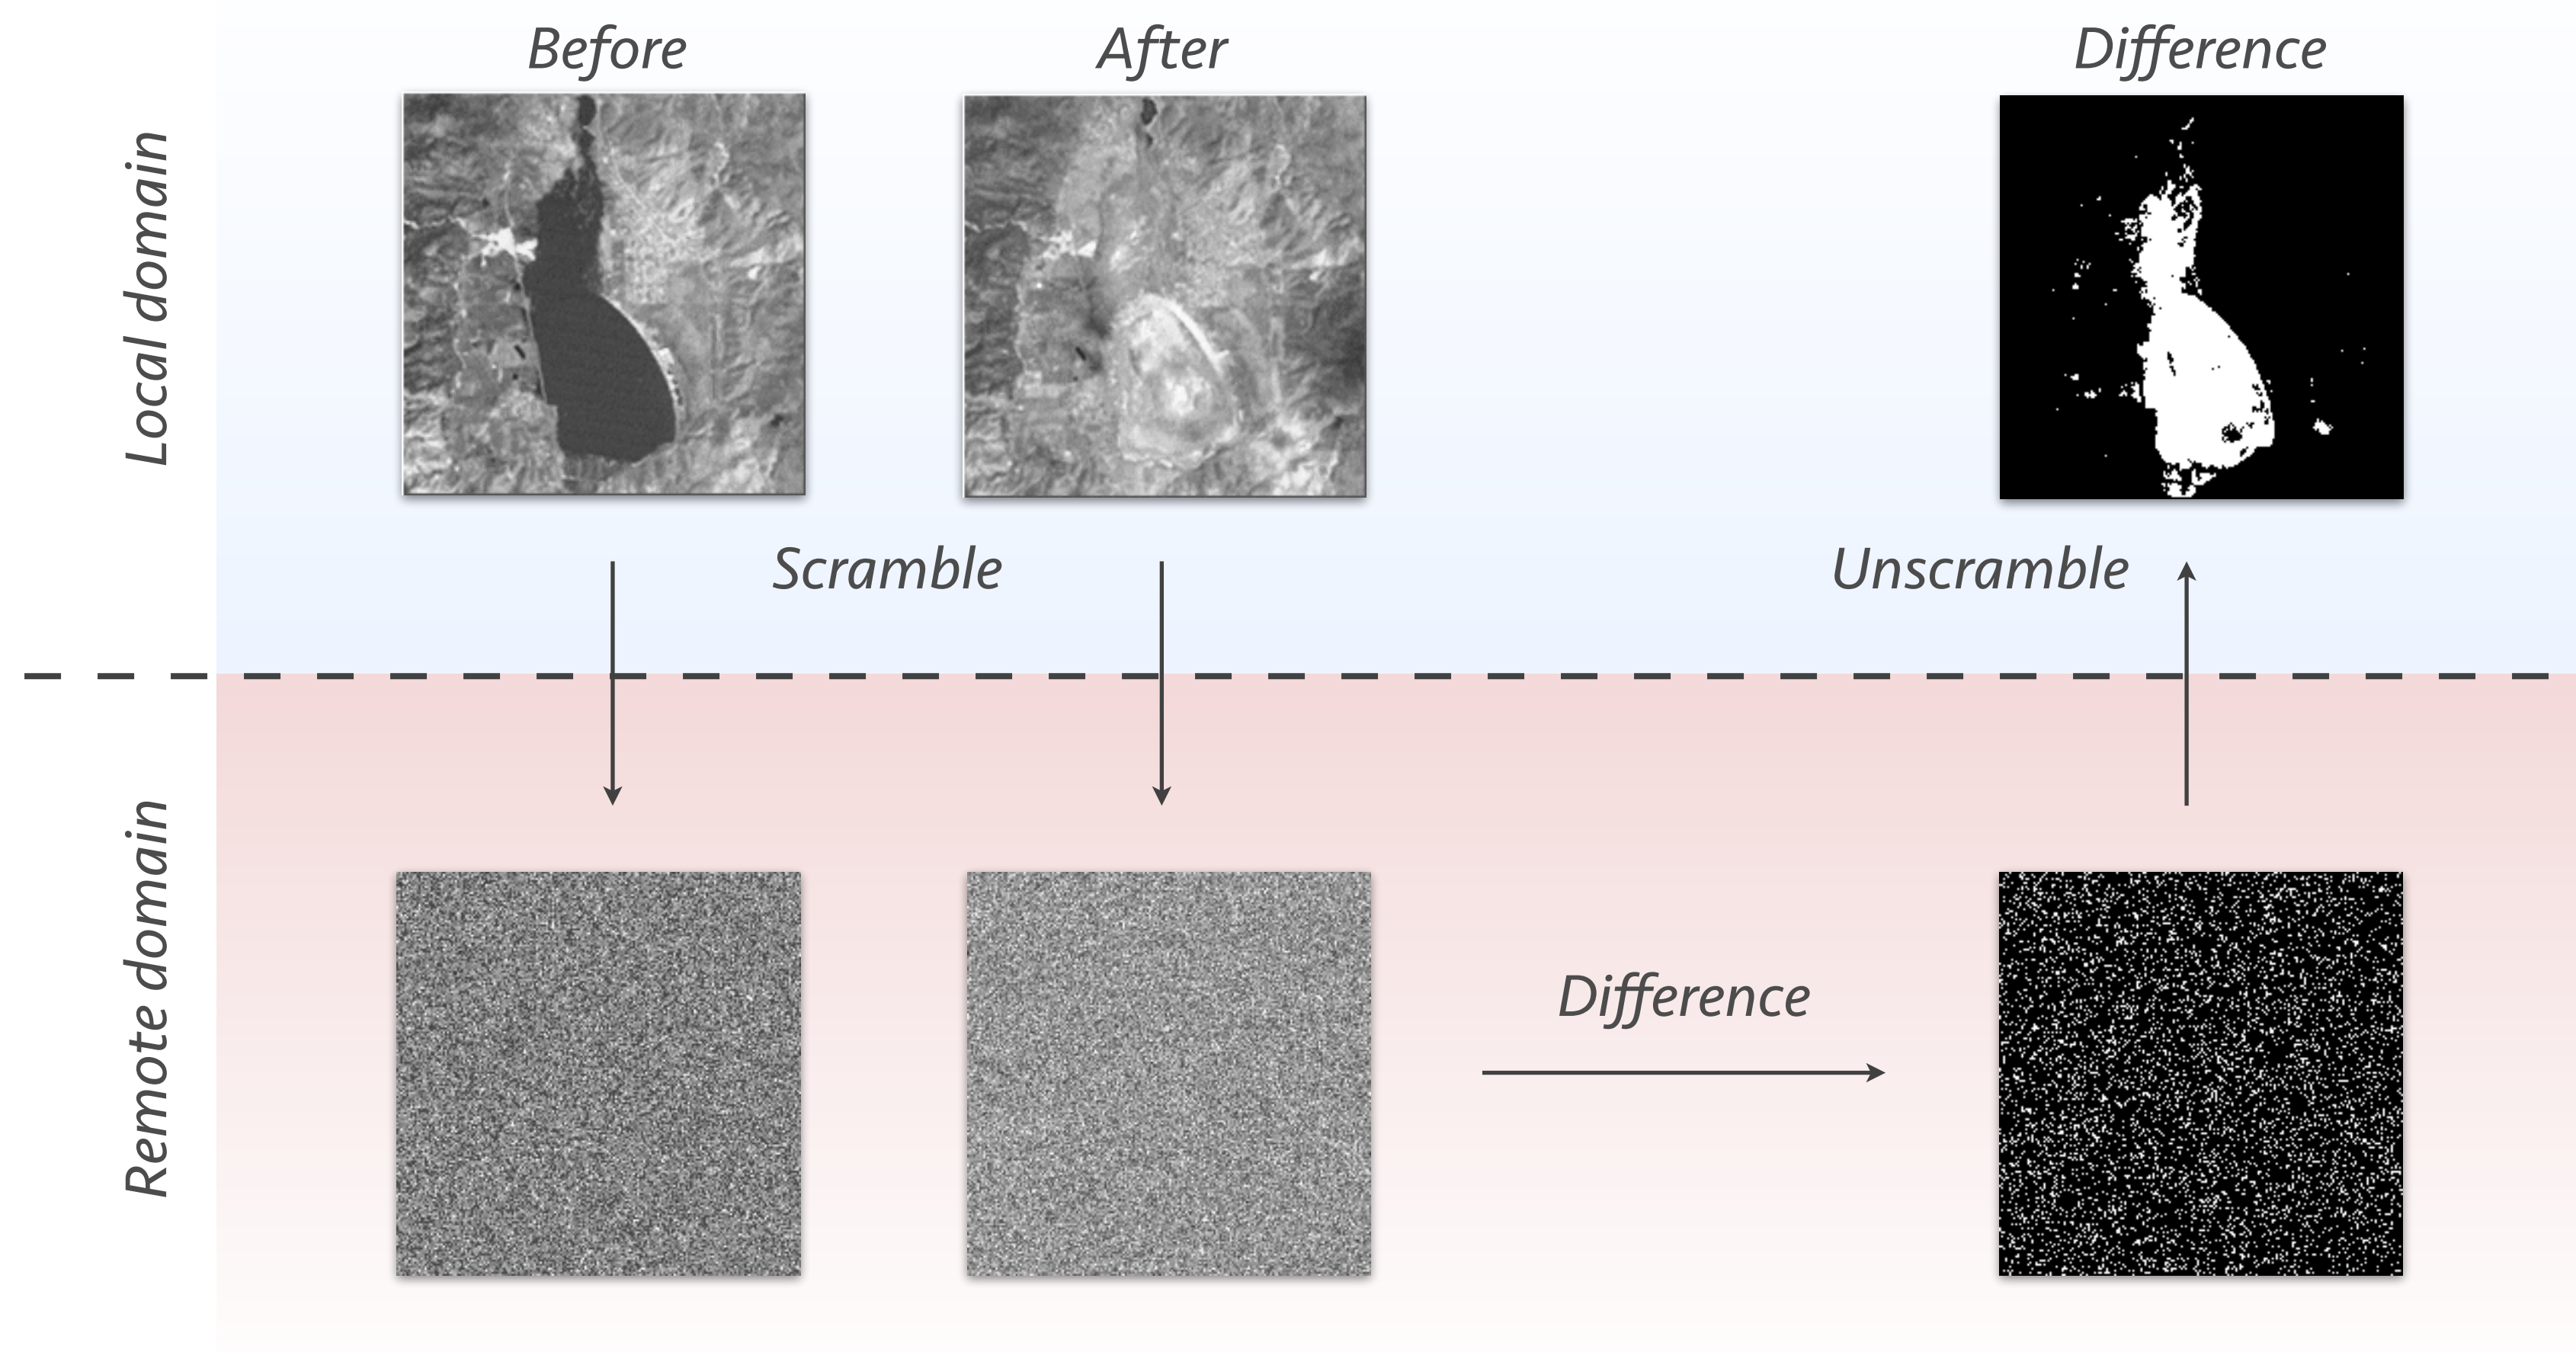 Before
After
Difference
Local domain
Scramble
Unscramble
Remote domain
Difference